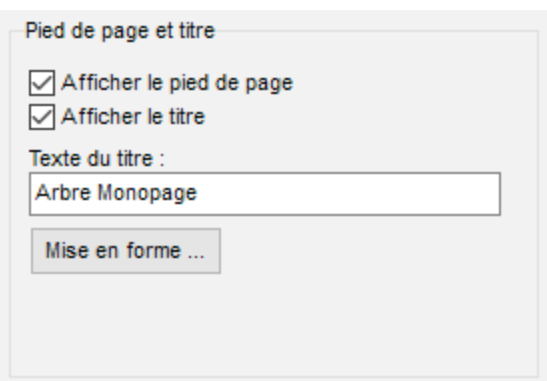 Pied de page et titre
Afficher le pied de page
Afficher le titre
Texte du titre :
Arbre Monopage
Mise en forme ...